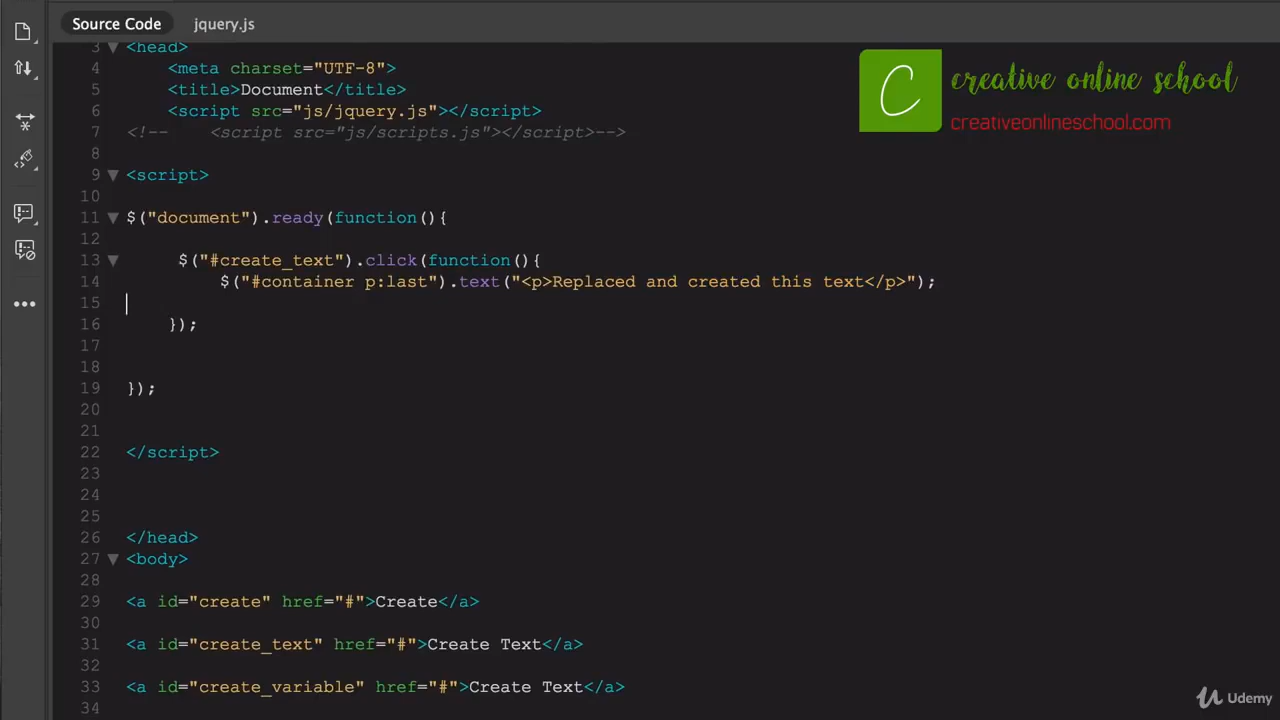 Source Code jquery.js
3 <head>
4 <meta charset="UTF-8">
5 <title>Document</title>
6 <script src="js/jquery.js"></script>
7 <!-- <script src="js/scripts.js"></script>-->
8
9 <script>
10
11 $("document").ready(function(){
12
13 $("#create_text").click(function(){
14 $("#container p:last").text("<p>Replaced and created this text</p>");
15
16 });
17
18
19 });
20
21
22 </script>
23
24
25
26 </head>
27 <body>
28
29 <a id="create" href="#">Create</a>
30
31 <a id="create_text" href="#">Create Text</a>
32
33 <a id="create_variable" href="#">Create Text</a>
34
C creative online school
creativeonlineschool.com
Udemy